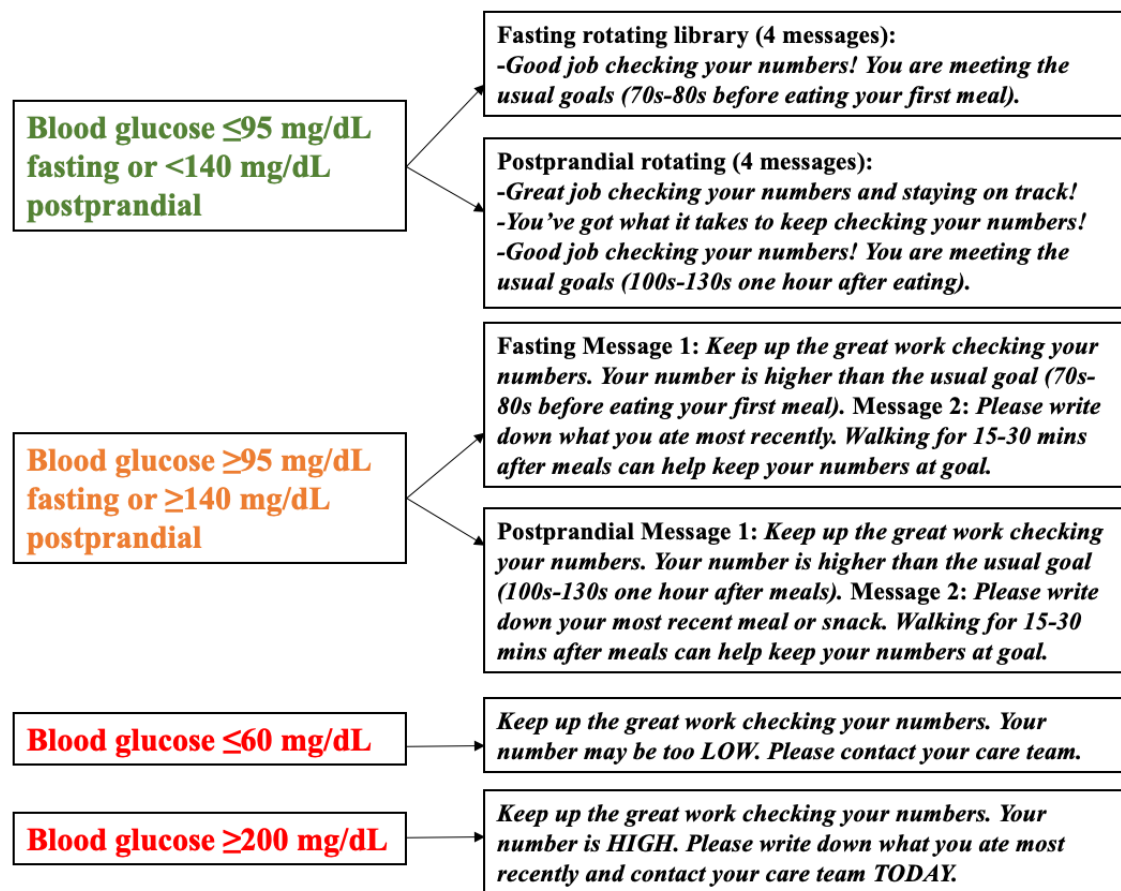 Blood glucose ≤95 mg/dL
fasting or <140 mg/dL
postprandial
Fasting rotating library (4 messages):
-Good job checking your numbers! You are meeting the
usual goals (70s-80s before eating your first meal).
Postprandial rotating (4 messages):
-Great job checking your numbers and staying on track!
-You’ve got what it takes to keep checking your numbers!
-Good job checking your numbers! You are meeting the
usual goals (100s-130s one hour after eating).
Blood glucose ≥95 mg/dL
fasting or ≥140 mg/dL
postprandial
Fasting Message 1: Keep up the great work checking your
numbers. Your number is higher than the usual goal (70s-
80s before eating your first meal). Message 2: Please write
down what you ate most recently. Walking for 15-30 mins
after meals can help keep your numbers at goal.
Postprandial Message 1: Keep up the great work checking
your numbers. Your number is higher than the usual goal
(100s-130s one hour after meals). Message 2: Please write
down your most recent meal or snack. Walking for 15-30
mins after meals can help keep your numbers at goal.
Blood glucose ≤60 mg/dL
Keep up the great work checking your numbers. Your
number may be too LOW. Please contact your care team.
Blood glucose ≥200 mg/dL
Keep up the great work checking your numbers. Your
number is HIGH. Please write down what you ate most
recently and contact your care team TODAY.